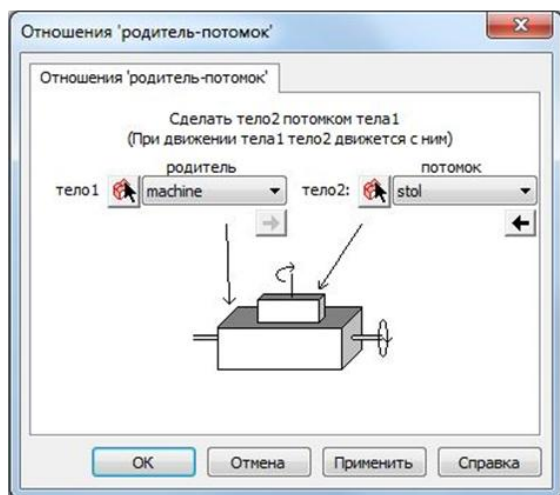 Отношения 'родитель-потомок'
Отношения 'родитель-потомок'
Сделать тело2 потомком тела1
(При движении тела1 тело2 движется с ним)
родитель потомок
тело1 machine тело2: stol
ОК Отмена Применить Справка